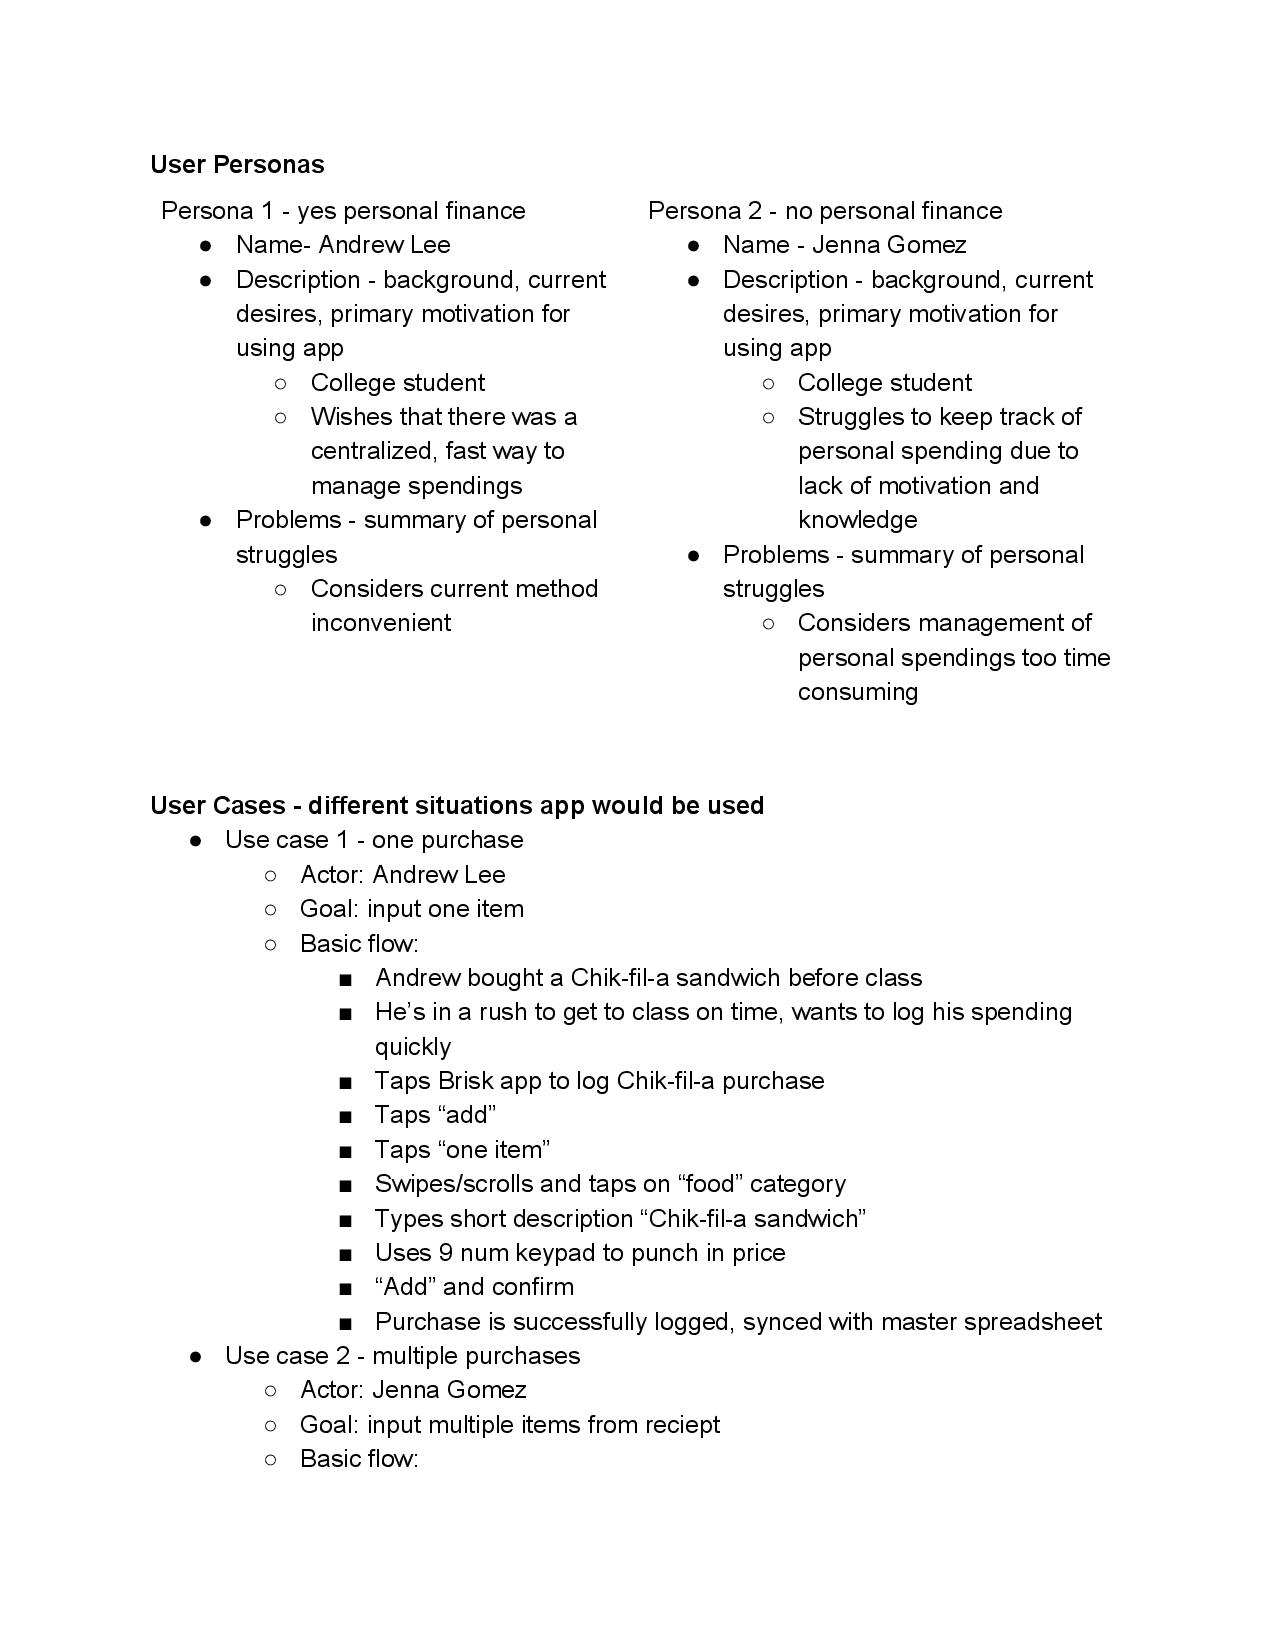 User Personas
Persona 1 - yes personal finance
● Name- Andrew Lee
● Description - background, current
desires, primary motivation for
using app
○ College student
○ Wishes that there was a
centralized, fast way to
manage spendings
● Problems - summary of personal
struggles
○ Considers current method
inconvenient
Persona 2 - no personal finance
● Name - Jenna Gomez
● Description - background, current
desires, primary motivation for
using app
○ College student
○ Struggles to keep track of
personal spending due to
lack of motivation and
knowledge
● Problems - summary of personal
struggles
○ Considers management of
personal spendings too time
consuming
User Cases - different situations app would be used
● Use case 1 - one purchase
○ Actor: Andrew Lee
○ Goal: input one item
○ Basic flow:
■ Andrew bought a Chik-fil-a sandwich before class
■ He’s in a rush to get to class on time, wants to log his spending
quickly
■ Taps Brisk app to log Chik-fil-a purchase
■ Taps “add”
■ Taps “one item”
■ Swipes/scrolls and taps on “food” category
■ Types short description “Chik-fil-a sandwich”
■ Uses 9 num keypad to punch in price
■ “Add” and confirm
■ Purchase is successfully logged, synced with master spreadsheet
● Use case 2 - multiple purchases
○ Actor: Jenna Gomez
○ Goal: input multiple items from reciept
○ Basic flow: